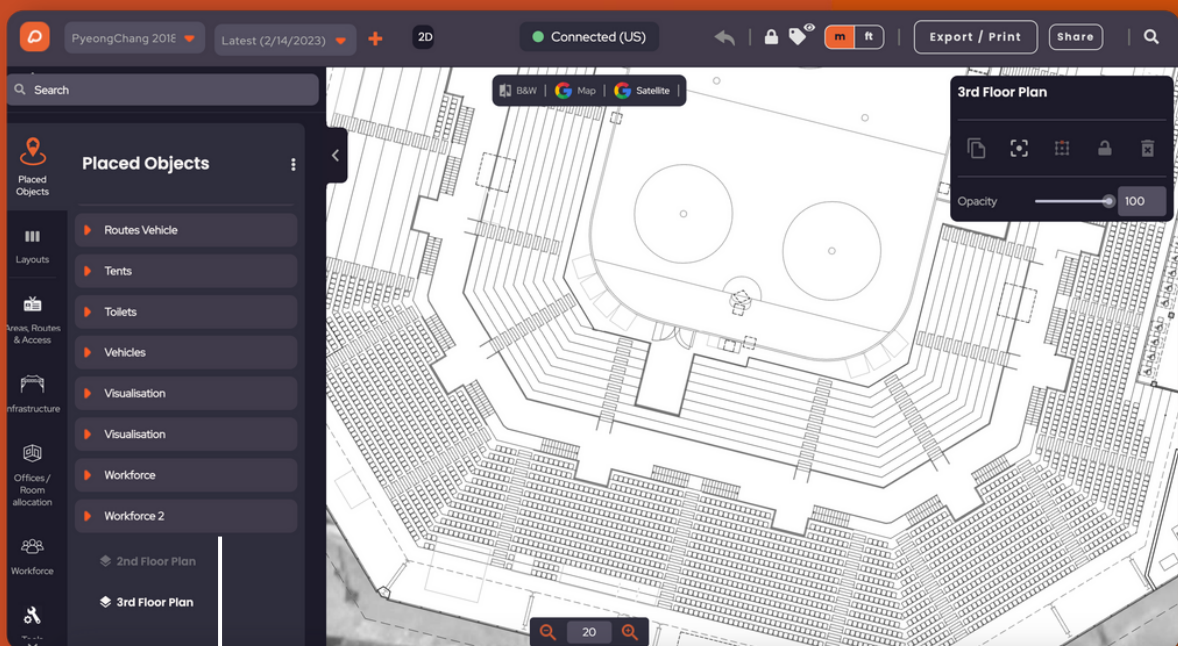 PyeongChang 2018
Latest (2/14/2023)
2D
Connected (US)
m
ft
Export / Print
Share
Search
B&W | Map | Satellite |
3rd Floor Plan
Opacity
100
Placed Objects
Placed
Objects
Layouts
Areas, Routes
& Access
nfrastructure
Offices /
Room
allocation
Workforce
Routes Vehicle
Tents
Toilets
Vehicles
Visualisation
Visualisation
Workforce
Workforce 2
2nd Floor Plan
3rd Floor Plan
20